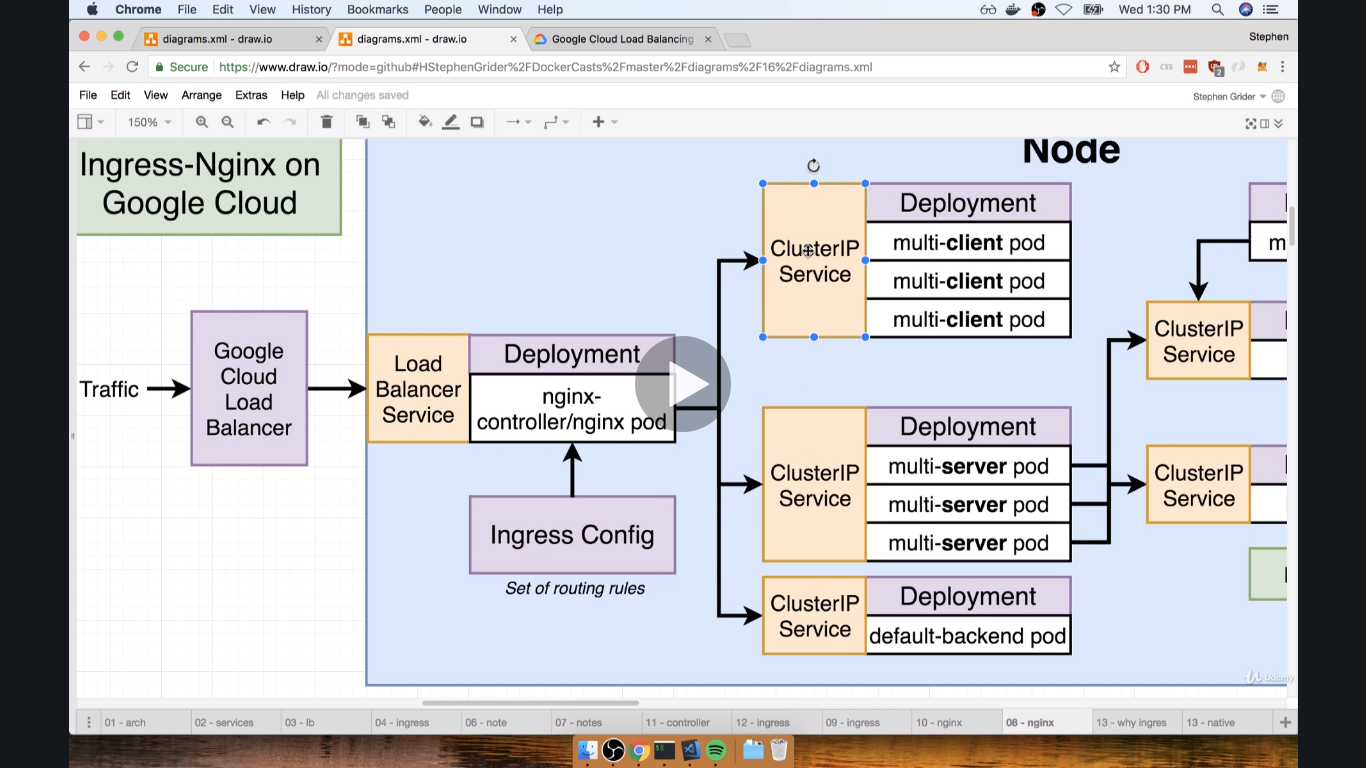 Chrome File Edit View History Bookmarks People Window Help Wed 1:30 PM
diagrams.xml - draw.io diagrams.xml - draw.io Google Cloud Load Balancing Stephen
Secure https://www.draw.io/?mode=github#HStephenGrider%2FDockerCasts%2Fmaster%2Fdiagrams%2F16%2Fdiagrams.xml css 2
File Edit View Arrange Extras Help All changes saved Stephen Grider
150%
Ingress-Nginx on
Google Cloud
Node
Traffic
Google
Cloud
Load
Balancer
Load
Balancer
Service
Deployment
nginx-
controller/nginx pod
Ingress Config
Set of routing rules
ClusterIP
Service
Deployment
multi-client pod
multi-client pod
multi-client pod
ClusterIP
Service
Deployment
multi-server pod
multi-server pod
multi-server pod
ClusterIP
Service
Deployment
default-backend pod
m
ClusterIP
Service
ClusterIP
Service
Udemy
01 - arch 02 - services 03 - lb 04 - ingress 06 - note 07 - notes 11 - controller 12 - ingress 09 - ingress 10 - nginx 08 - nginx 13 - why ingres 13 - native